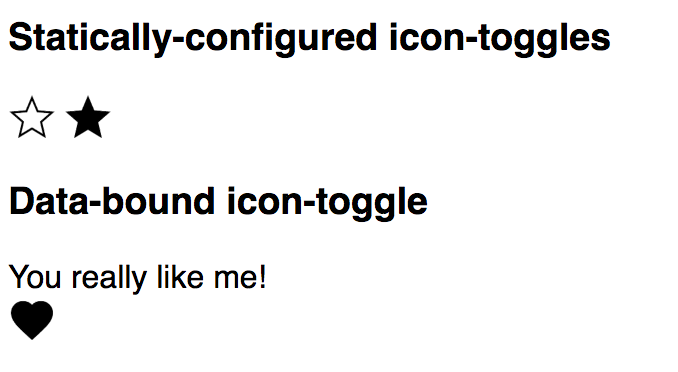 Statically-configured icon-toggles
Data-bound icon-toggle
You really like me!